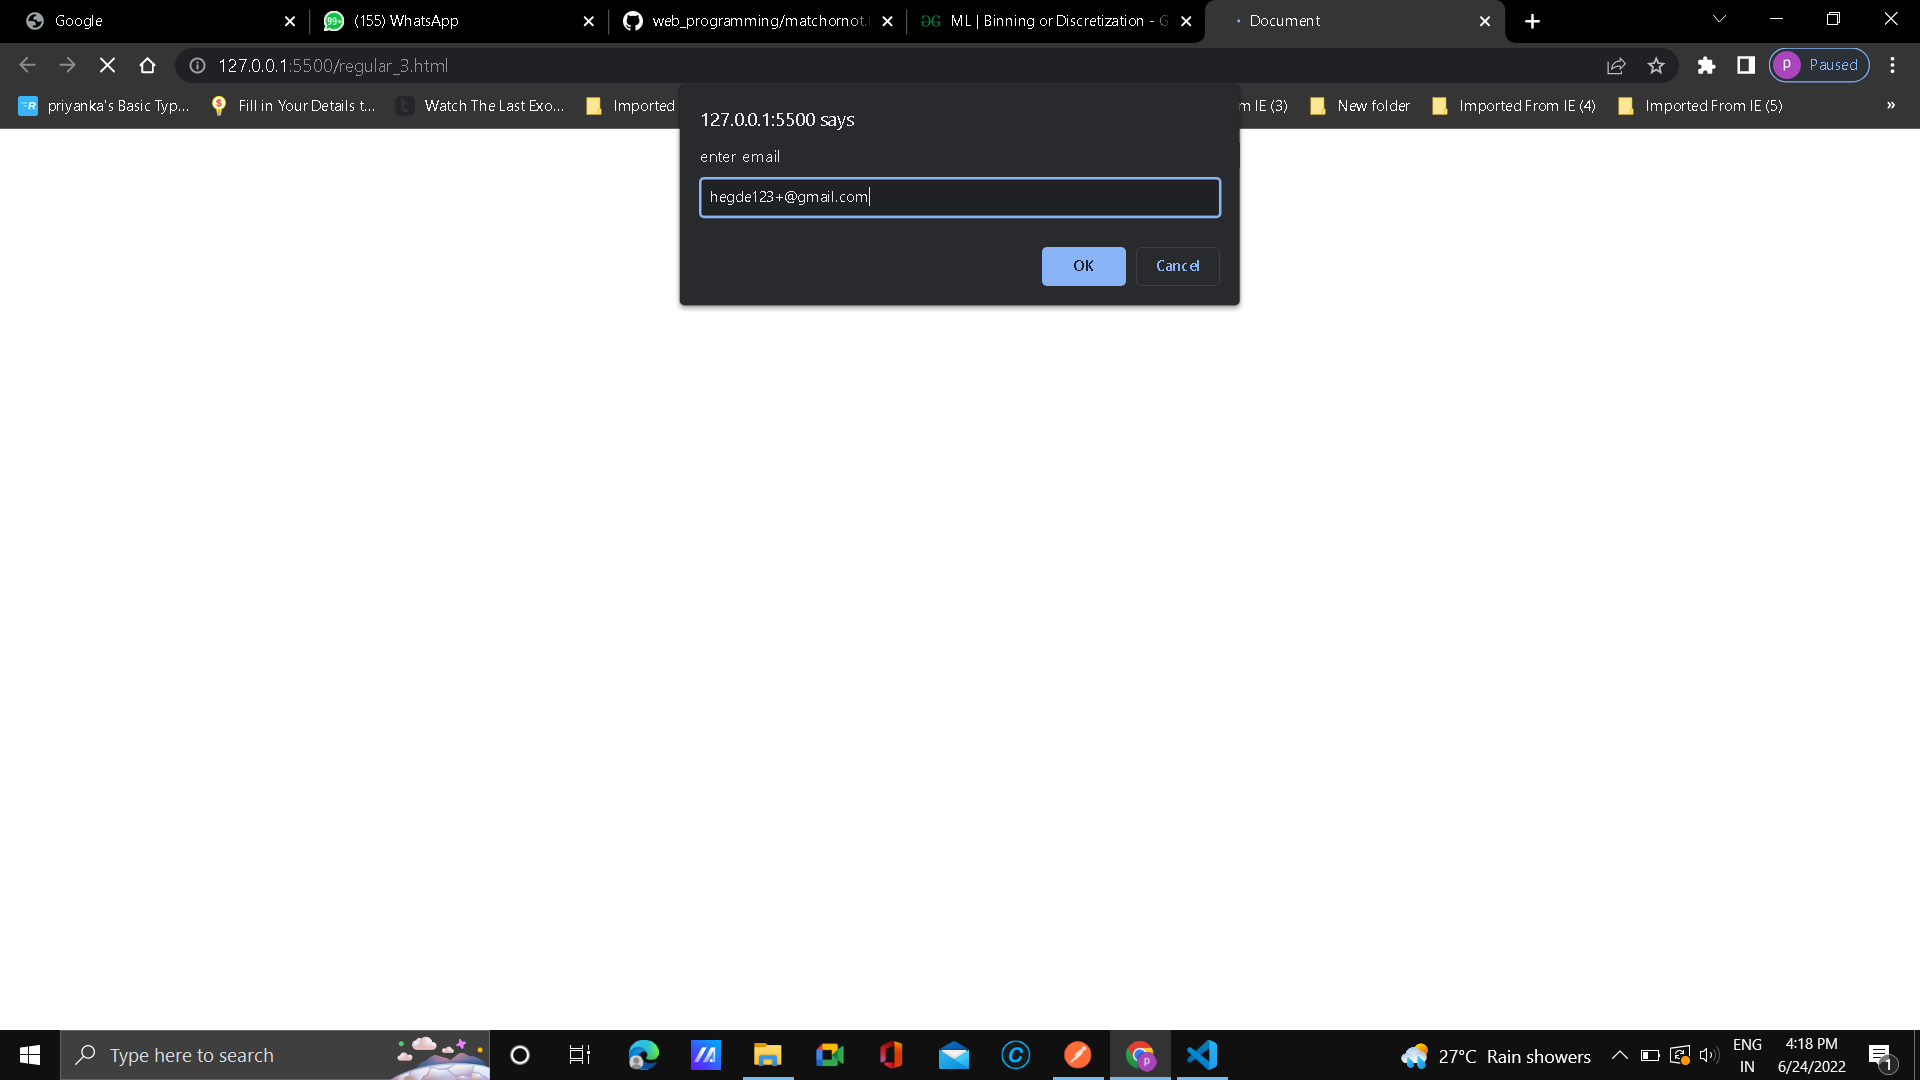 Google
(155) WhatsApp
web_programming/matchornot.
ML | Binning or Discretization - G
Document
127.0.0.1:5500/regular_3.html
P
Paused
priyanka's Basic Typ...
Fill in Your Details t...
Watch The Last Exo...
Imported
m IE (3)
New folder
Imported From IE (4)
Imported From IE (5)
»
127.0.0.1:5500 says
enter email
hegde123+@gmail.com
OK
Cancel
Type here to search
27°C Rain showers
ENG
IN
4:18 PM
6/24/2022
1